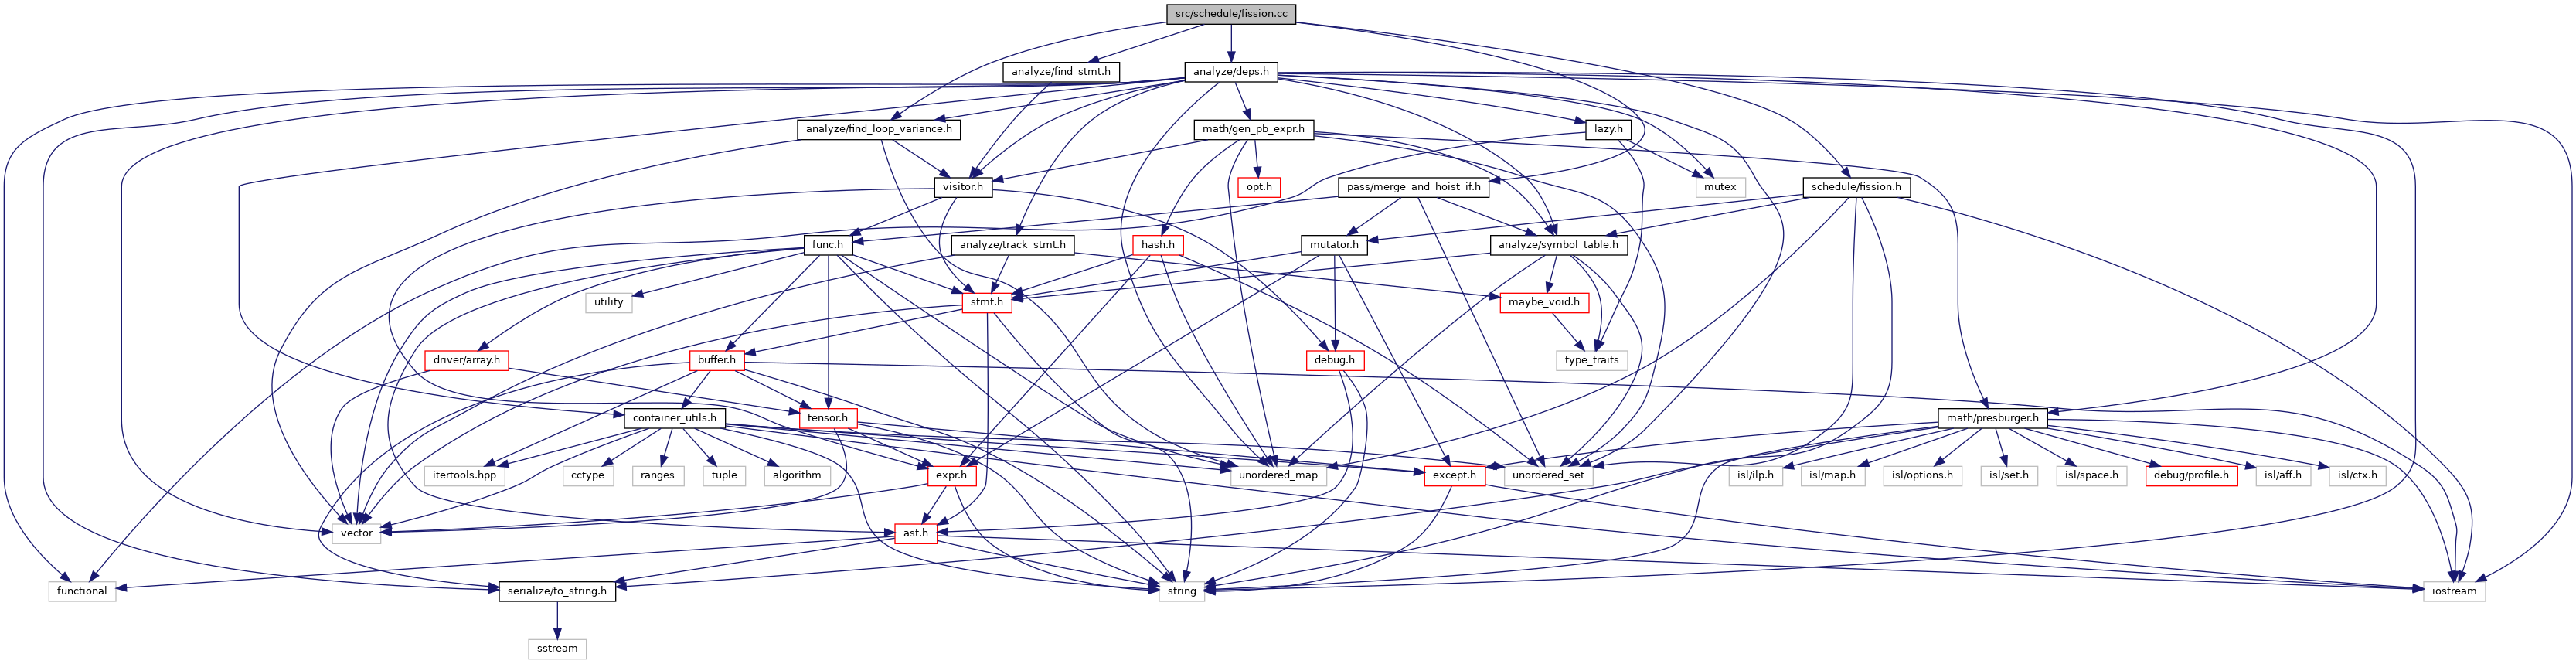 src/schedule/fission.cc
analyze/find_stmt.h
analyze/deps.h
analyze/find_loop_variance.h
math/gen_pb_expr.h
lazy.h
visitor.h
opt.h
pass/merge_and_hoist_if.h
mutex
schedule/fission.h
func.h
analyze/track_stmt.h
hash.h
mutator.h
analyze/symbol_table.h
utility
stmt.h
maybe_void.h
driver/array.h
buffer.h
debug.h
type_traits
container_utils.h
tensor.h
math/presburger.h
itertools.hpp
cctype
ranges
tuple
algorithm
expr.h
unordered_map
except.h
unordered_set
isl/ilp.h
isl/map.h
isl/options.h
isl/set.h
isl/space.h
debug/profile.h
isl/aff.h
isl/ctx.h
vector
ast.h
functional
serialize/to_string.h
string
iostream
sstream